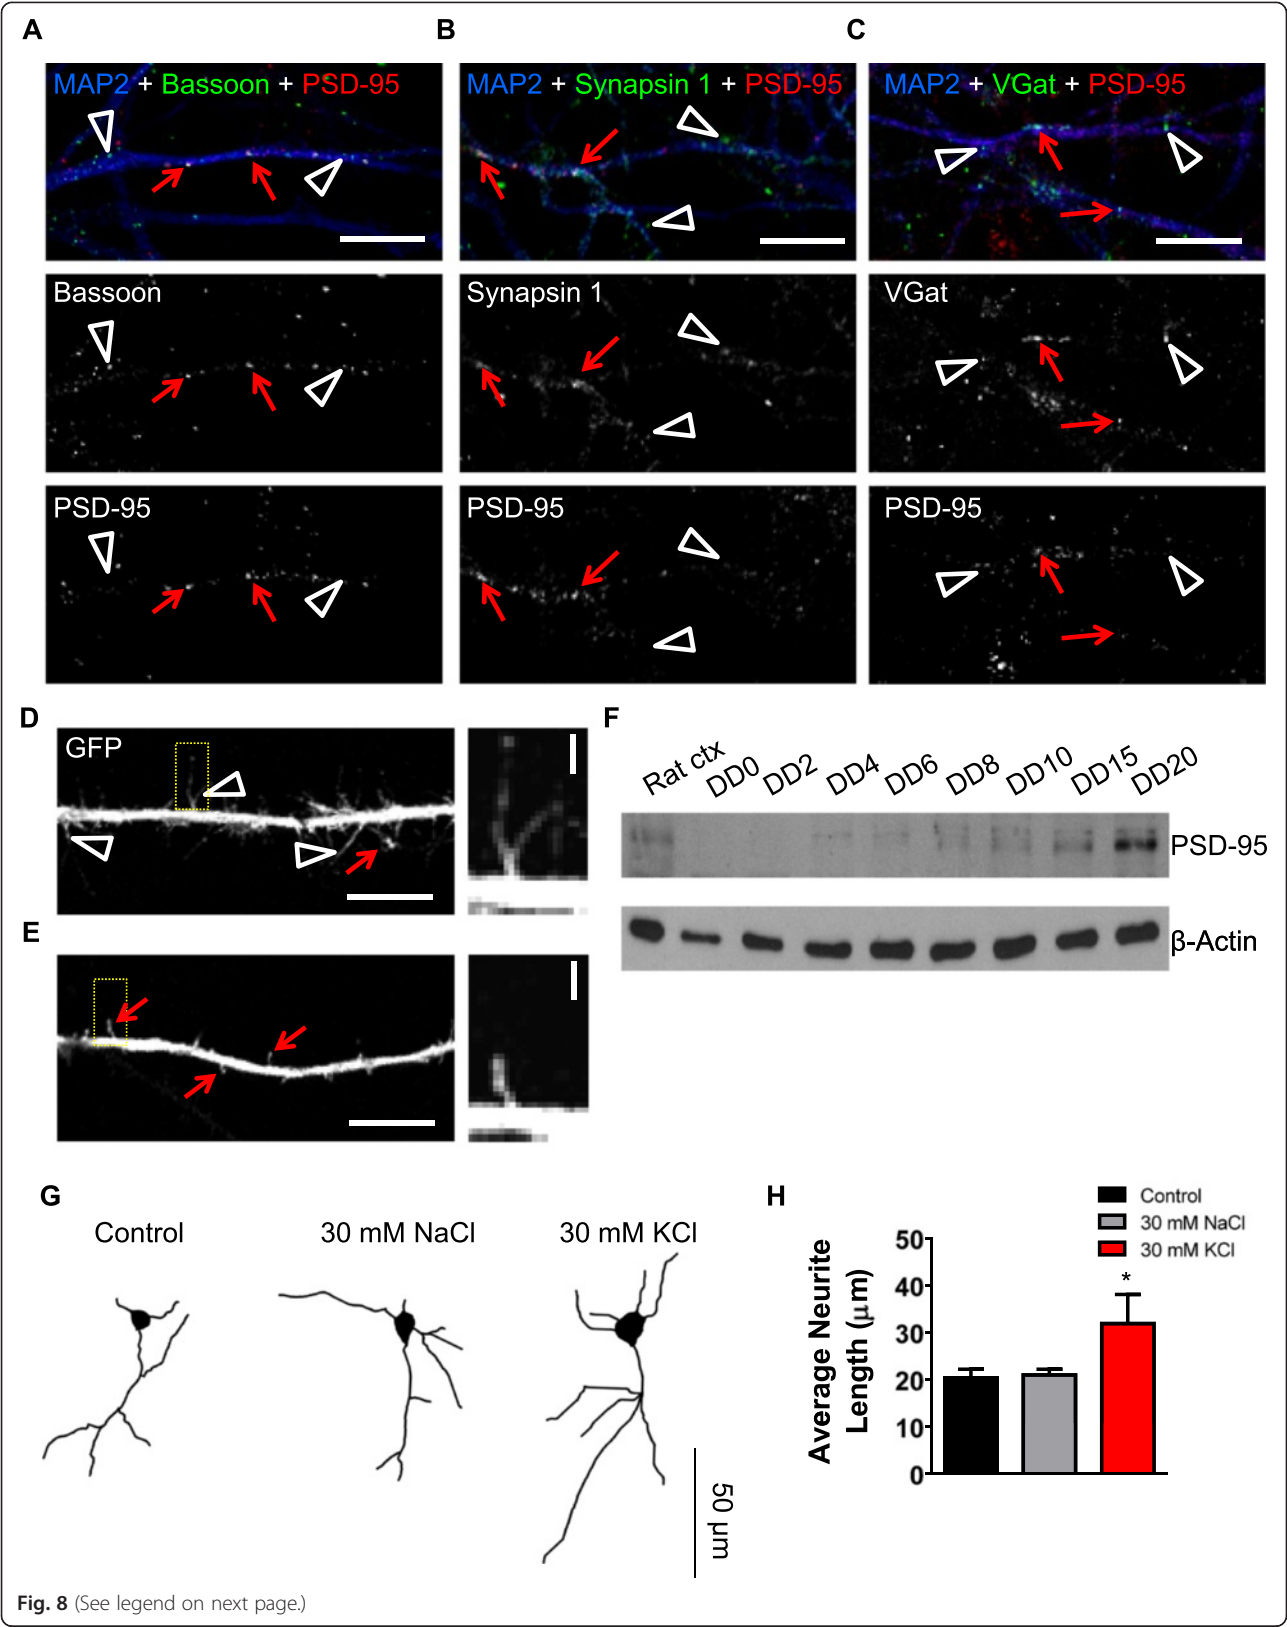 A
B
C
MAP2 + Bassoon + PSD-95
MAP2 + Synapsin 1 + PSD-95
MAP2 + VGat + PSD-95
Bassoon
Synapsin 1
VGat
PSD-95
PSD-95
PSD-95
D
GFP
E
F
Rat ctx
DD0
DD2
DD4
DD6
DD8
DD10
DD15
DD20
PSD-95
β-Actin
G
Control
30 mM NaCl
30 mM KCl
50 µm
H
Control
30 mM NaCl
30 mM KCl
Average Neurite
Length (µm)
50
40
30
20
10
0
*
Fig. 8 (See legend on next page.)